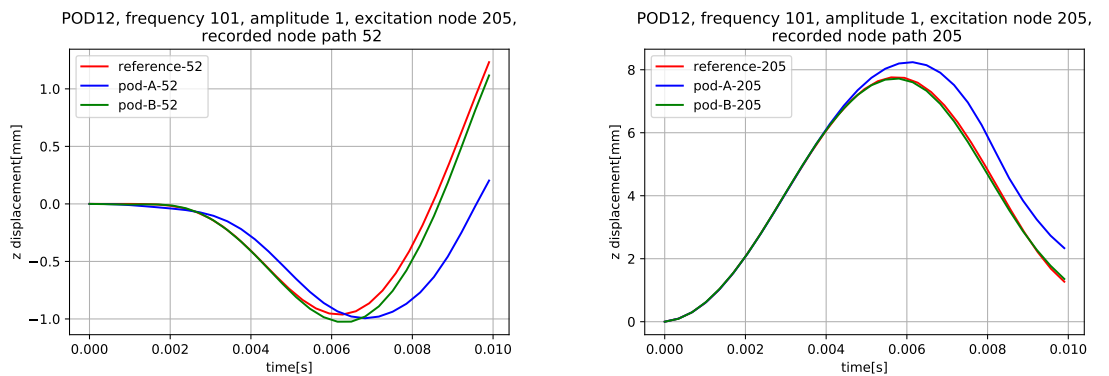 POD12, frequency 101, amplitude 1, excitation node 205,
recorded node path 52
reference-52
pod-A-52
pod-B-52
1.0
0.5
0.0
−0.5
−1.0
z displacement[mm]
0.000 0.002 0.004 0.006 0.008 0.010
time[s]
POD12, frequency 101, amplitude 1, excitation node 205,
recorded node path 205
reference-205
pod-A-205
pod-B-205
8
6
4
2
0
z displacement[mm]
0.000 0.002 0.004 0.006 0.008 0.010
time[s]